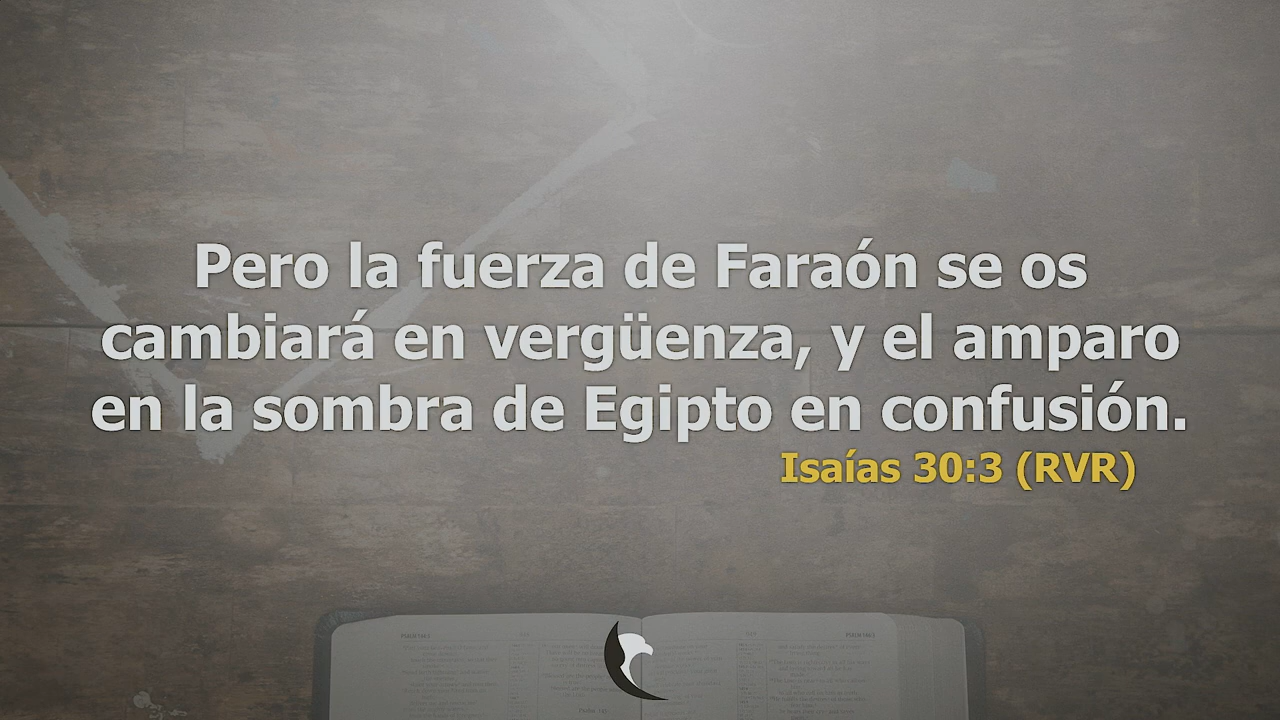 Pero la fuerza de Faraón se os
cambiará en vergüenza, y el amparo
en la sombra de Egipto en confusión.
Isaías 30:3 (RVR)